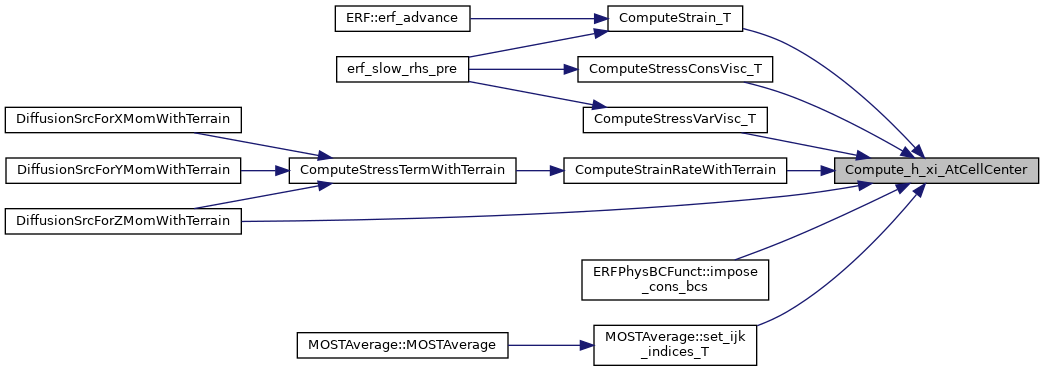 ERF::erf_advance
ComputeStrain_T
erf_slow_rhs_pre
ComputeStressConsVisc_T
DiffusionSrcForXMomWithTerrain
ComputeStressVarVisc_T
DiffusionSrcForYMomWithTerrain
ComputeStressTermWithTerrain
ComputeStrainRateWithTerrain
Compute_h_xi_AtCellCenter
DiffusionSrcForZMomWithTerrain
ERFPhysBCFunct::impose
_cons_bcs
MOSTAverage::MOSTAverage
MOSTAverage::set_ijk
_indices_T